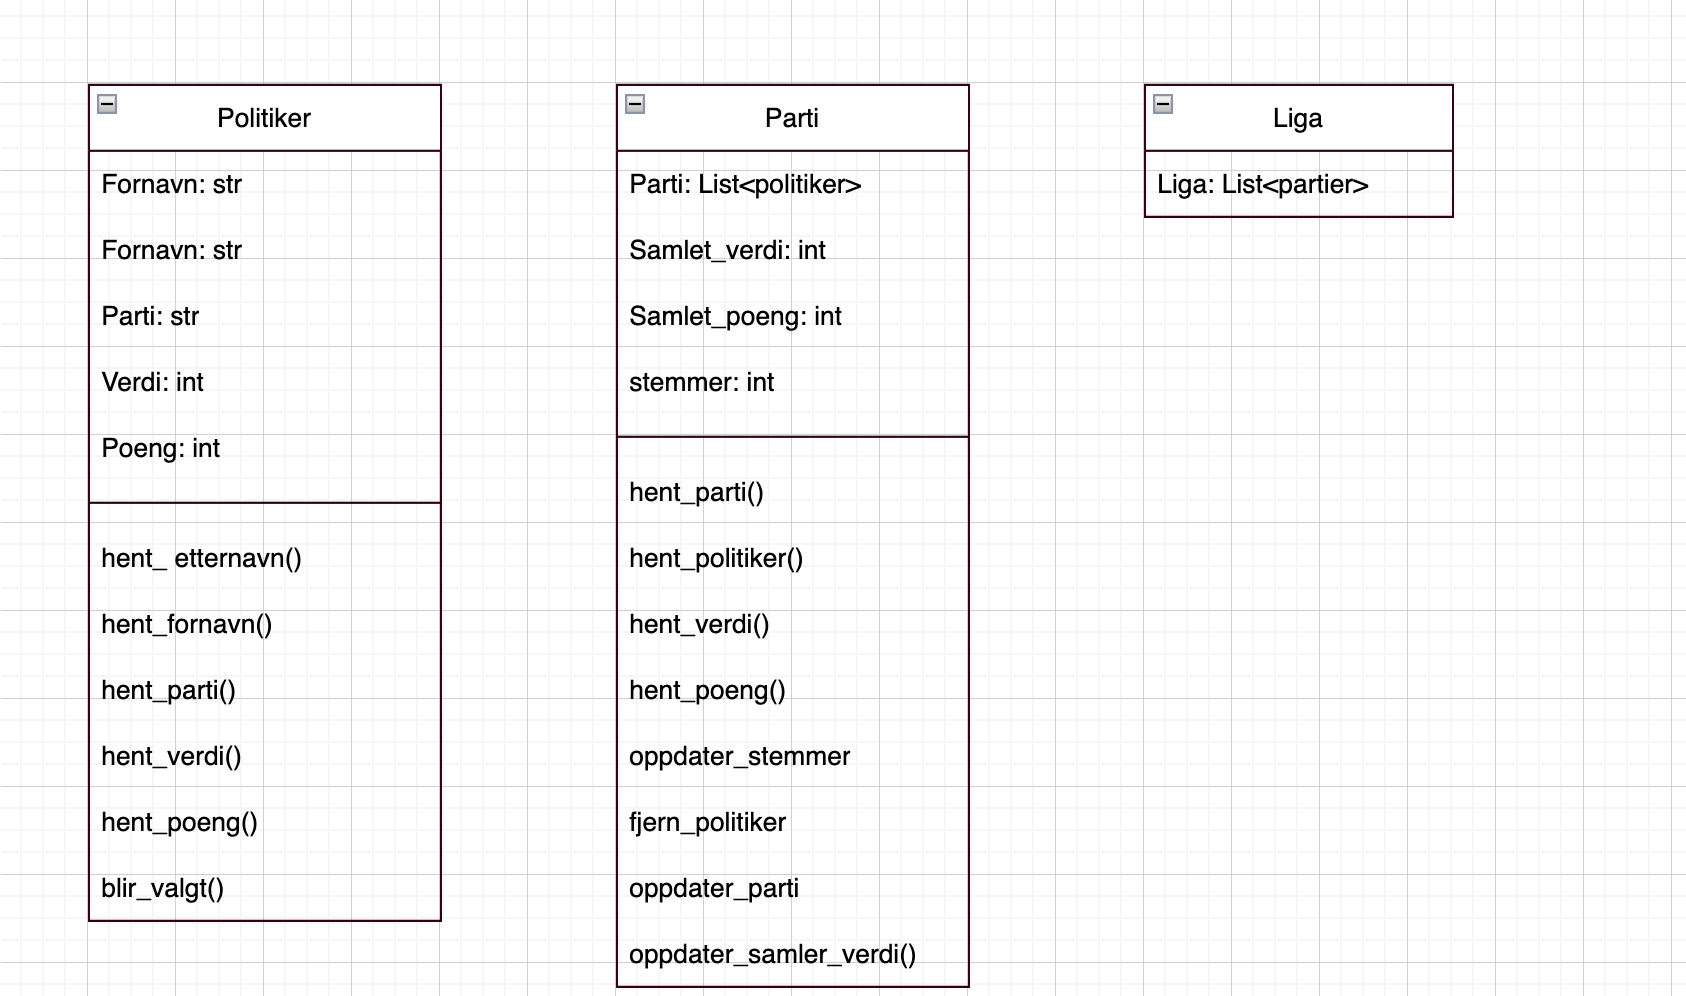 Politiker
Fornavn: str
Fornavn: str
Parti: str
Verdi: int
Poeng: int
hent_ etternavn()
hent_fornavn()
hent_parti()
hent_verdi()
hent_poeng()
blir_valgt()
Parti
Parti: List<politiker>
Samlet_verdi: int
Samlet_poeng: int
stemmer: int
hent_parti()
hent_politiker()
hent_verdi()
hent_poeng()
oppdater_stemmer
fjern_politiker
oppdater_parti
oppdater_samler_verdi()
Liga
Liga: List<partier>